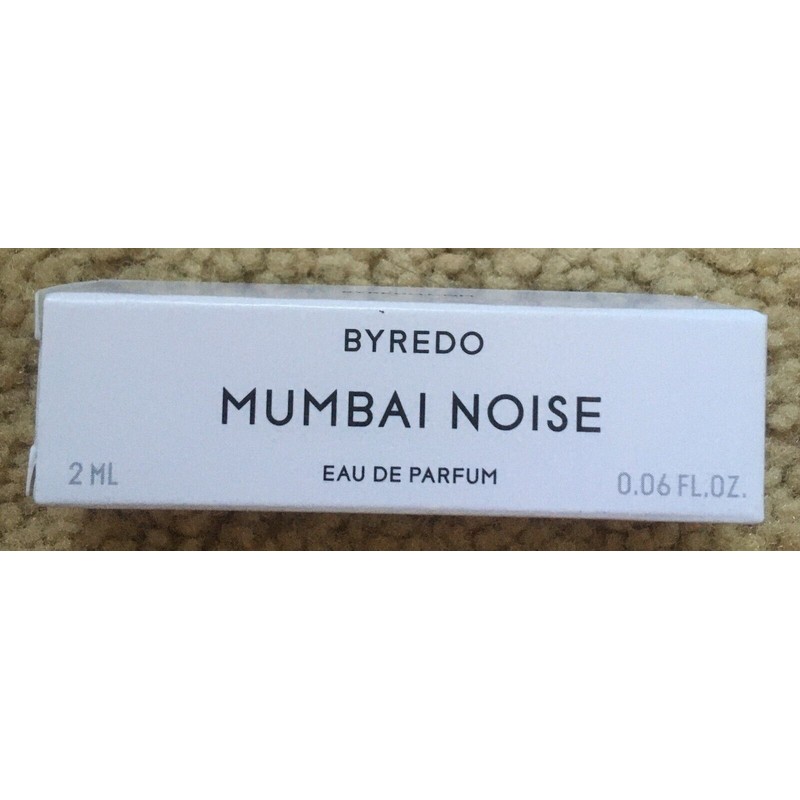 BYREDO
MUMBAI NOISE
2 ML EAU DE PARFUM 0.06 FL.OZ.